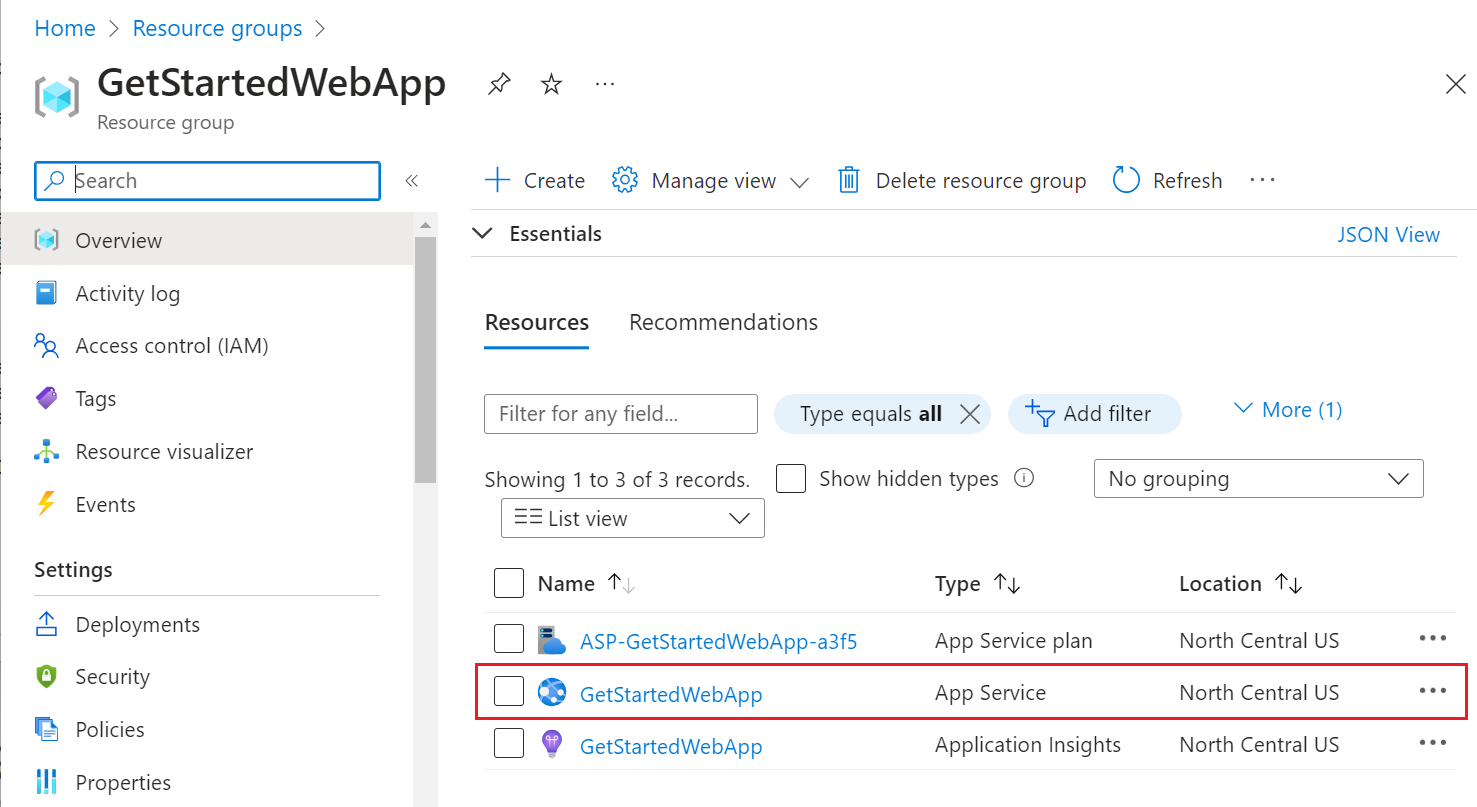 Home > Resource groups >
GetStartedWebApp
Resource group
Search
Overview
Activity log
Access control (IAM)
Tags
Resource visualizer
Events
Settings
Deployments
Security
Policies
Properties
Create Manage view Delete resource group Refresh
Essentials JSON View
Resources Recommendations
Filter for any field... Type equals all Add filter More (1)
Showing 1 to 3 of 3 records. Show hidden types No grouping
List view
Name Type Location
ASP-GetStartedWebApp-a3f5 App Service plan North Central US
GetStartedWebApp App Service North Central US
GetStartedWebApp Application Insights North Central US